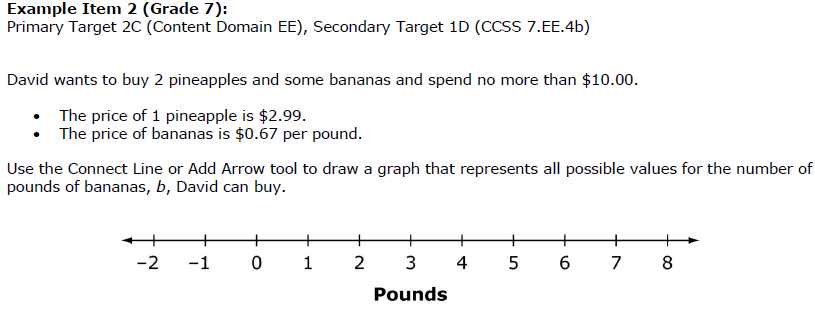 Example Item 2 (Grade 7):
Primary Target 2C (Content Domain EE), Secondary Target 1D (CCSS 7.EE.4b)
David wants to buy 2 pineapples and some bananas and spend no more than $10.00.
• The price of 1 pineapple is $2.99.
• The price of bananas is $0.67 per pound.
Use the Connect Line or Add Arrow tool to draw a graph that represents all possible values for the number of
pounds of bananas, b, David can buy.
−2 −1 0 1 2 3 4 5 6 7 8
Pounds